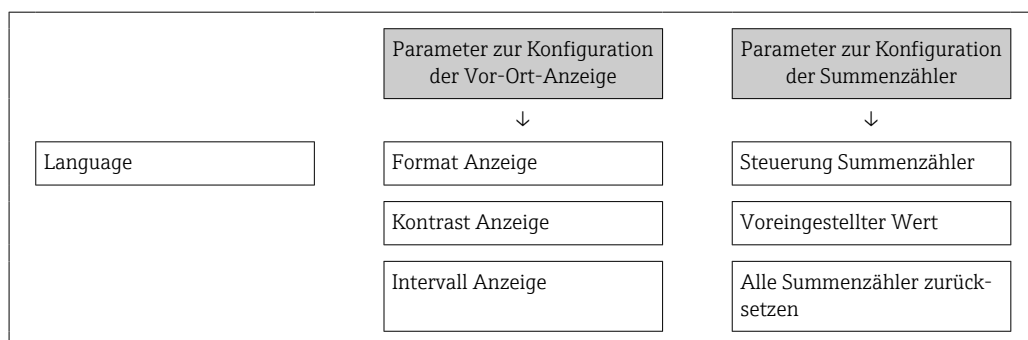 Parameter zur Konfiguration
der Vor-Ort-Anzeige
Parameter zur Konfiguration
der Summenzähler
↓
↓
Language
Format Anzeige
Steuerung Summenzähler
Kontrast Anzeige
Voreingestellter Wert
Intervall Anzeige
Alle Summenzähler zurück-
setzen